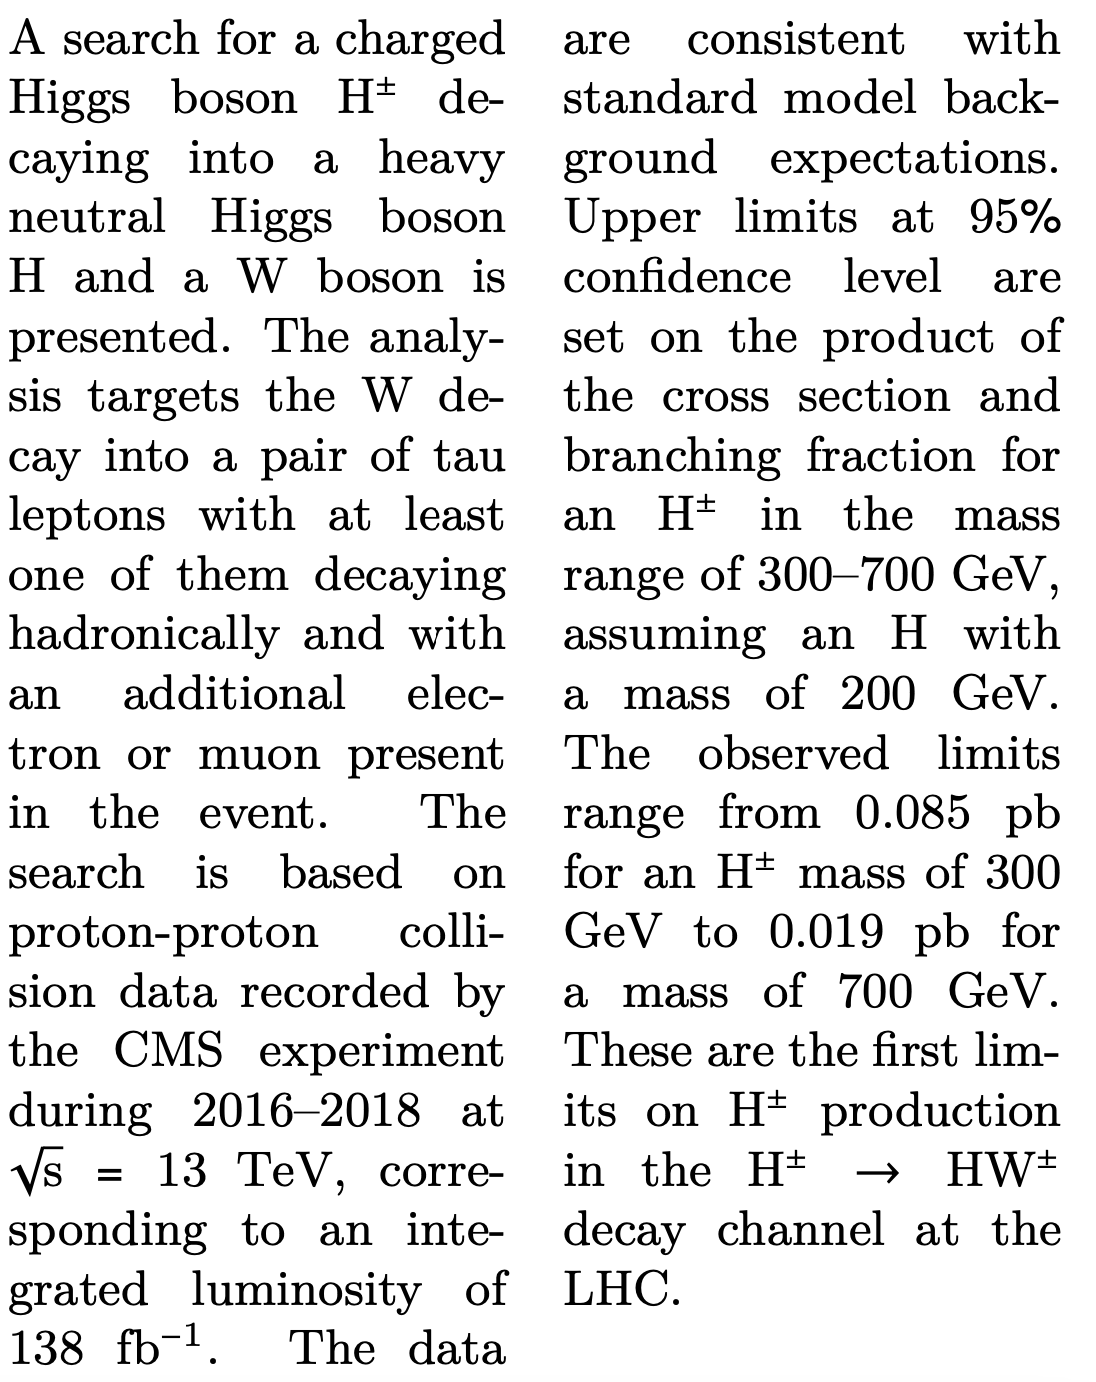 A search for a charged
Higgs boson H± de-
caying into a heavy
neutral Higgs boson
H and a W boson is
presented. The analy-
sis targets the W de-
cay into a pair of tau
leptons with at least
one of them decaying
hadronically and with
an additional elec-
tron or muon present
in the event. The
search is based on
proton-proton colli-
sion data recorded by
the CMS experiment
during 2016–2018 at
√s = 13 TeV, corre-
sponding to an inte-
grated luminosity of
138 fb⁻¹. The data
are consistent with
standard model back-
ground expectations.
Upper limits at 95%
confidence level are
set on the product of
the cross section and
branching fraction for
an H± in the mass
range of 300–700 GeV,
assuming an H with
a mass of 200 GeV.
The observed limits
range from 0.085 pb
for an H± mass of 300
GeV to 0.019 pb for
a mass of 700 GeV.
These are the first lim-
its on H± production
in the H± → HW±
decay channel at the
LHC.